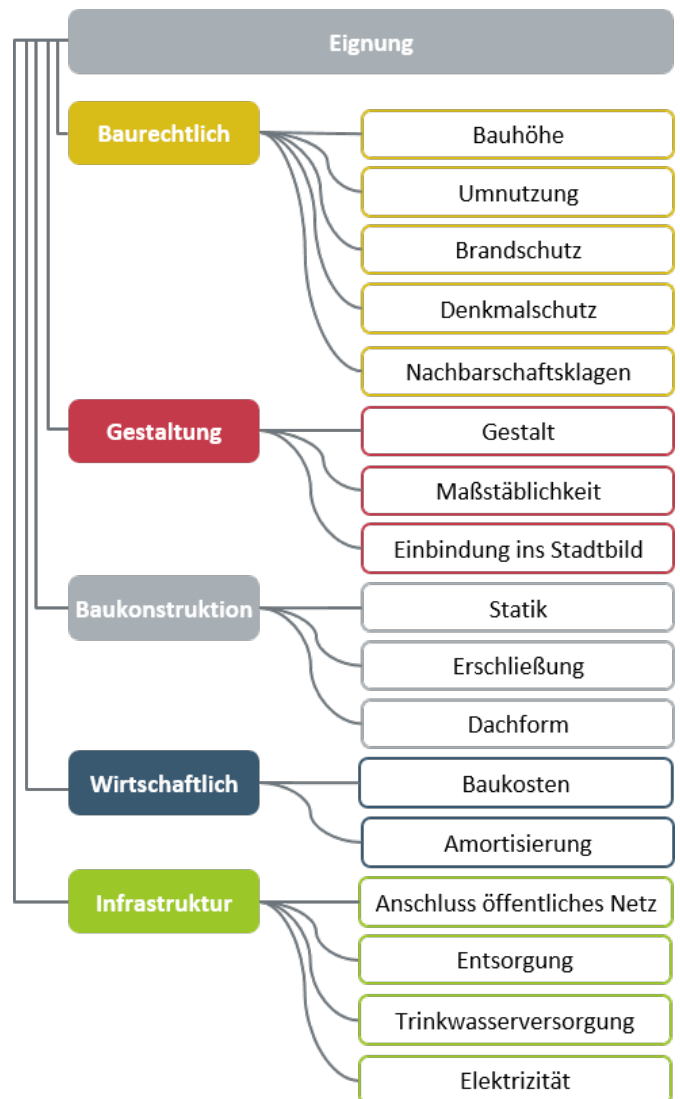 Eignung
Baurechtlich
Bauhöhe
Umnutzung
Brandschutz
Denkmalschutz
Nachbarschaftsklagen
Gestaltung
Gestalt
Maßstäblichkeit
Einbindung ins Stadtbild
Baukonstruktion
Statik
Erschließung
Dachform
Wirtschaftlich
Baukosten
Amortisierung
Infrastruktur
Anschluss öffentliches Netz
Entsorgung
Trinkwasserversorgung
Elektrizität